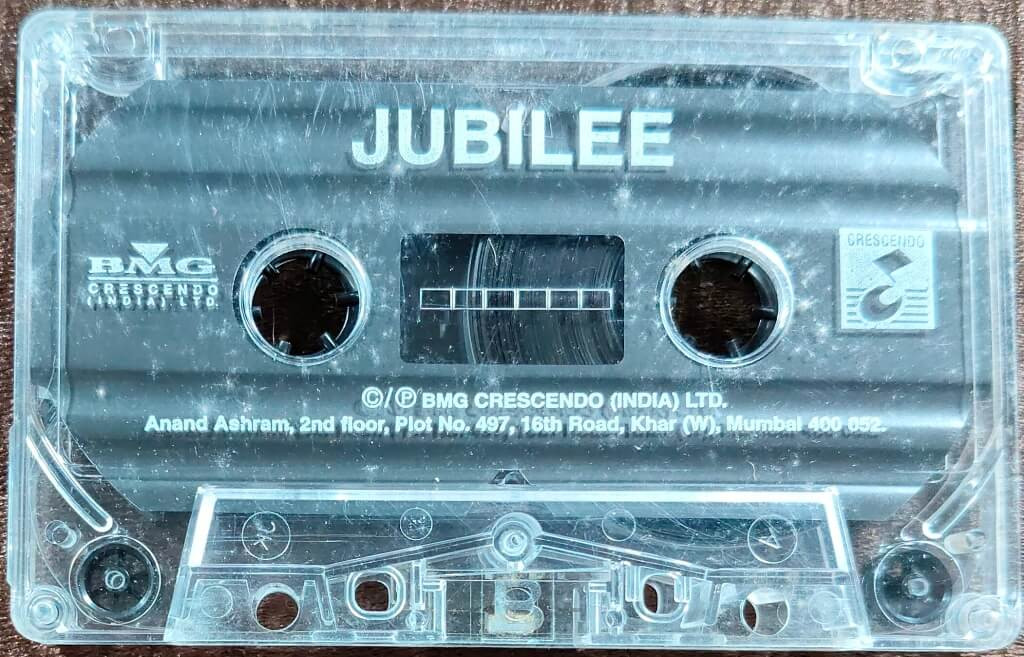 JUBILEE
BMG
CRESCENDO
(INDIA) LTD.
CRESCENDO
©/℗ BMG CRESCENDO (INDIA) LTD.
Anand Ashram, 2nd floor, Plot No. 497, 16th Road, Khar (W), Mumbai 400 052.
B